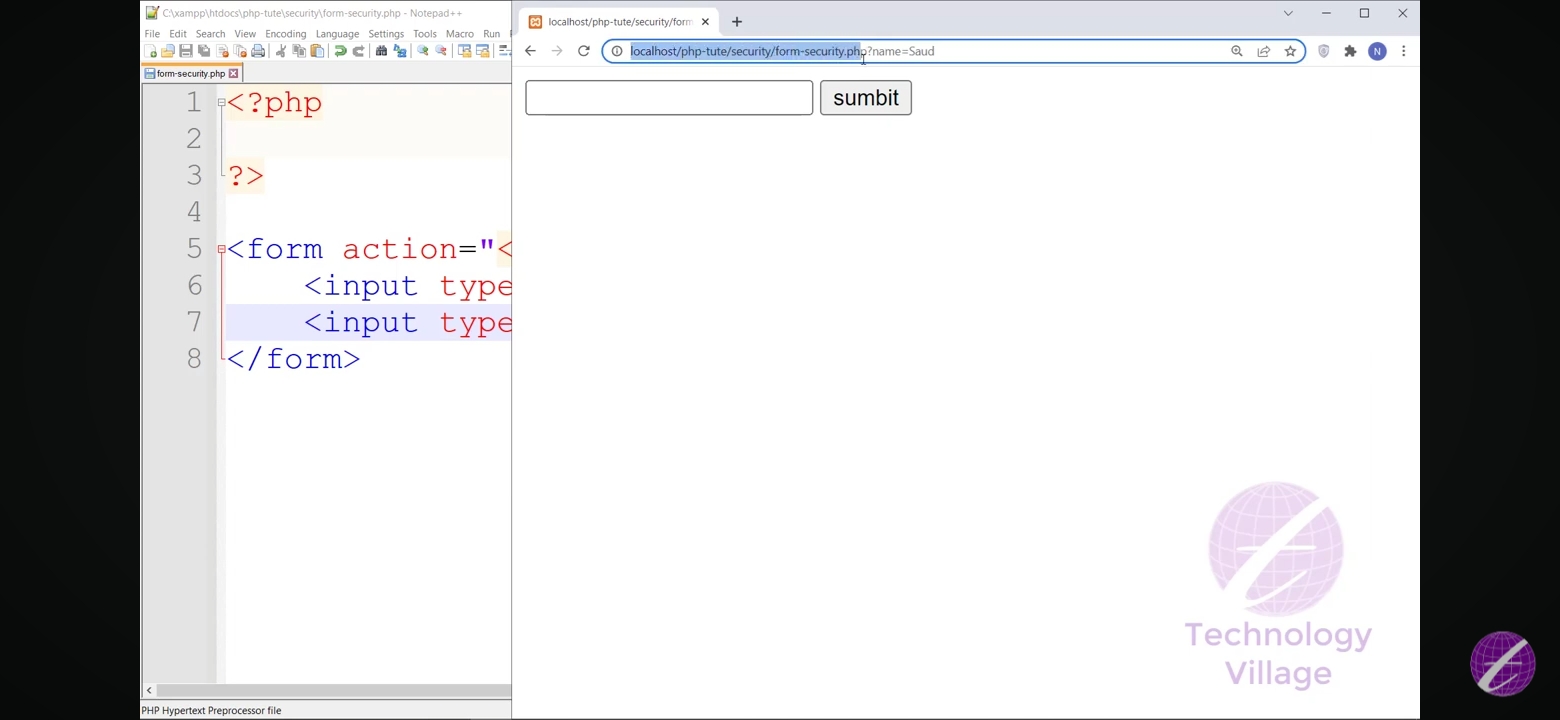 C:\xampp\htdocs\php-tute\security\form-security.php - Notepad++
File Edit Search View Encoding Language Settings Tools Macro Run
form-security.php
1 <?php
2
3 ?>
4
5 <form action="<
6 <input type
7 <input type
8 </form>
PHP Hypertext Preprocessor file
localhost/php-tute/security/form
localhost/php-tute/security/form-security.php?name=Saud
N
sumbit
Technology
Village